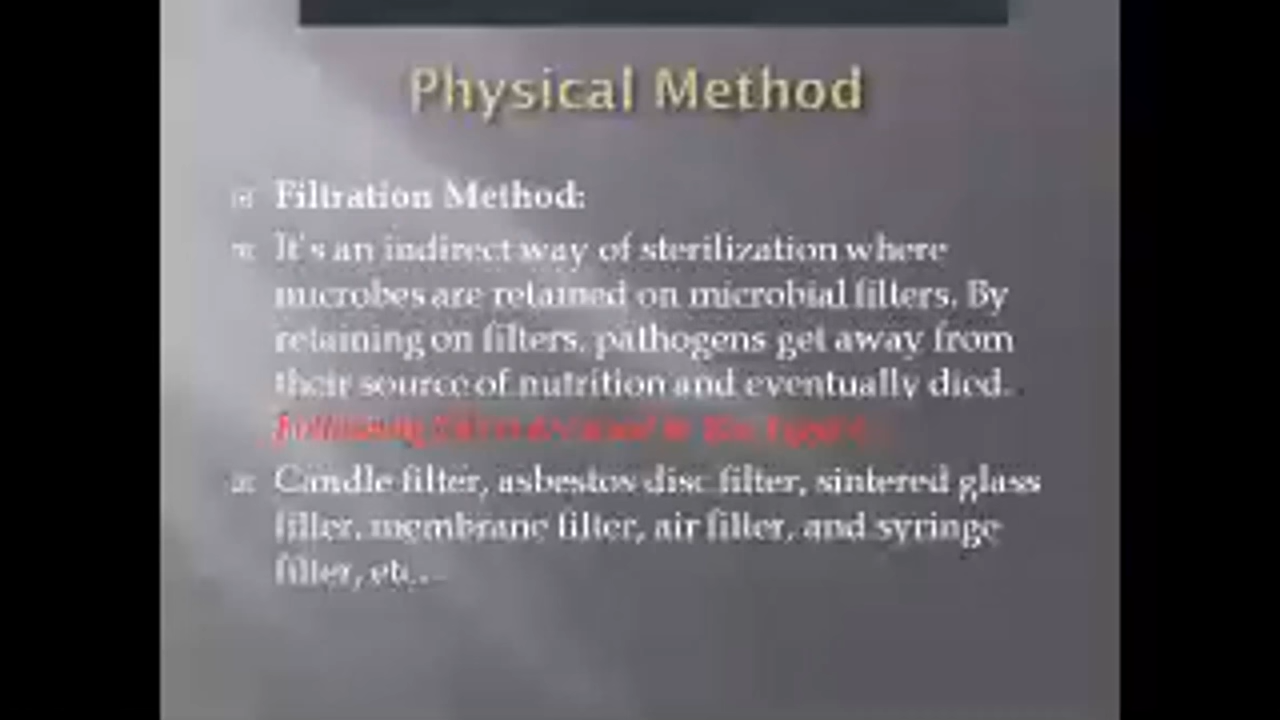 Physical Method
Filtration Method:
It's an indirect way of sterilization where
microbes are retained on microbial filters. By
retaining on filters, pathogens get away from
their source of nutrition and eventually died.
Following
Candle filter, asbestos disc filter, sintered glass
filter, membrane filter, air filter, and syringe
filter, etc...